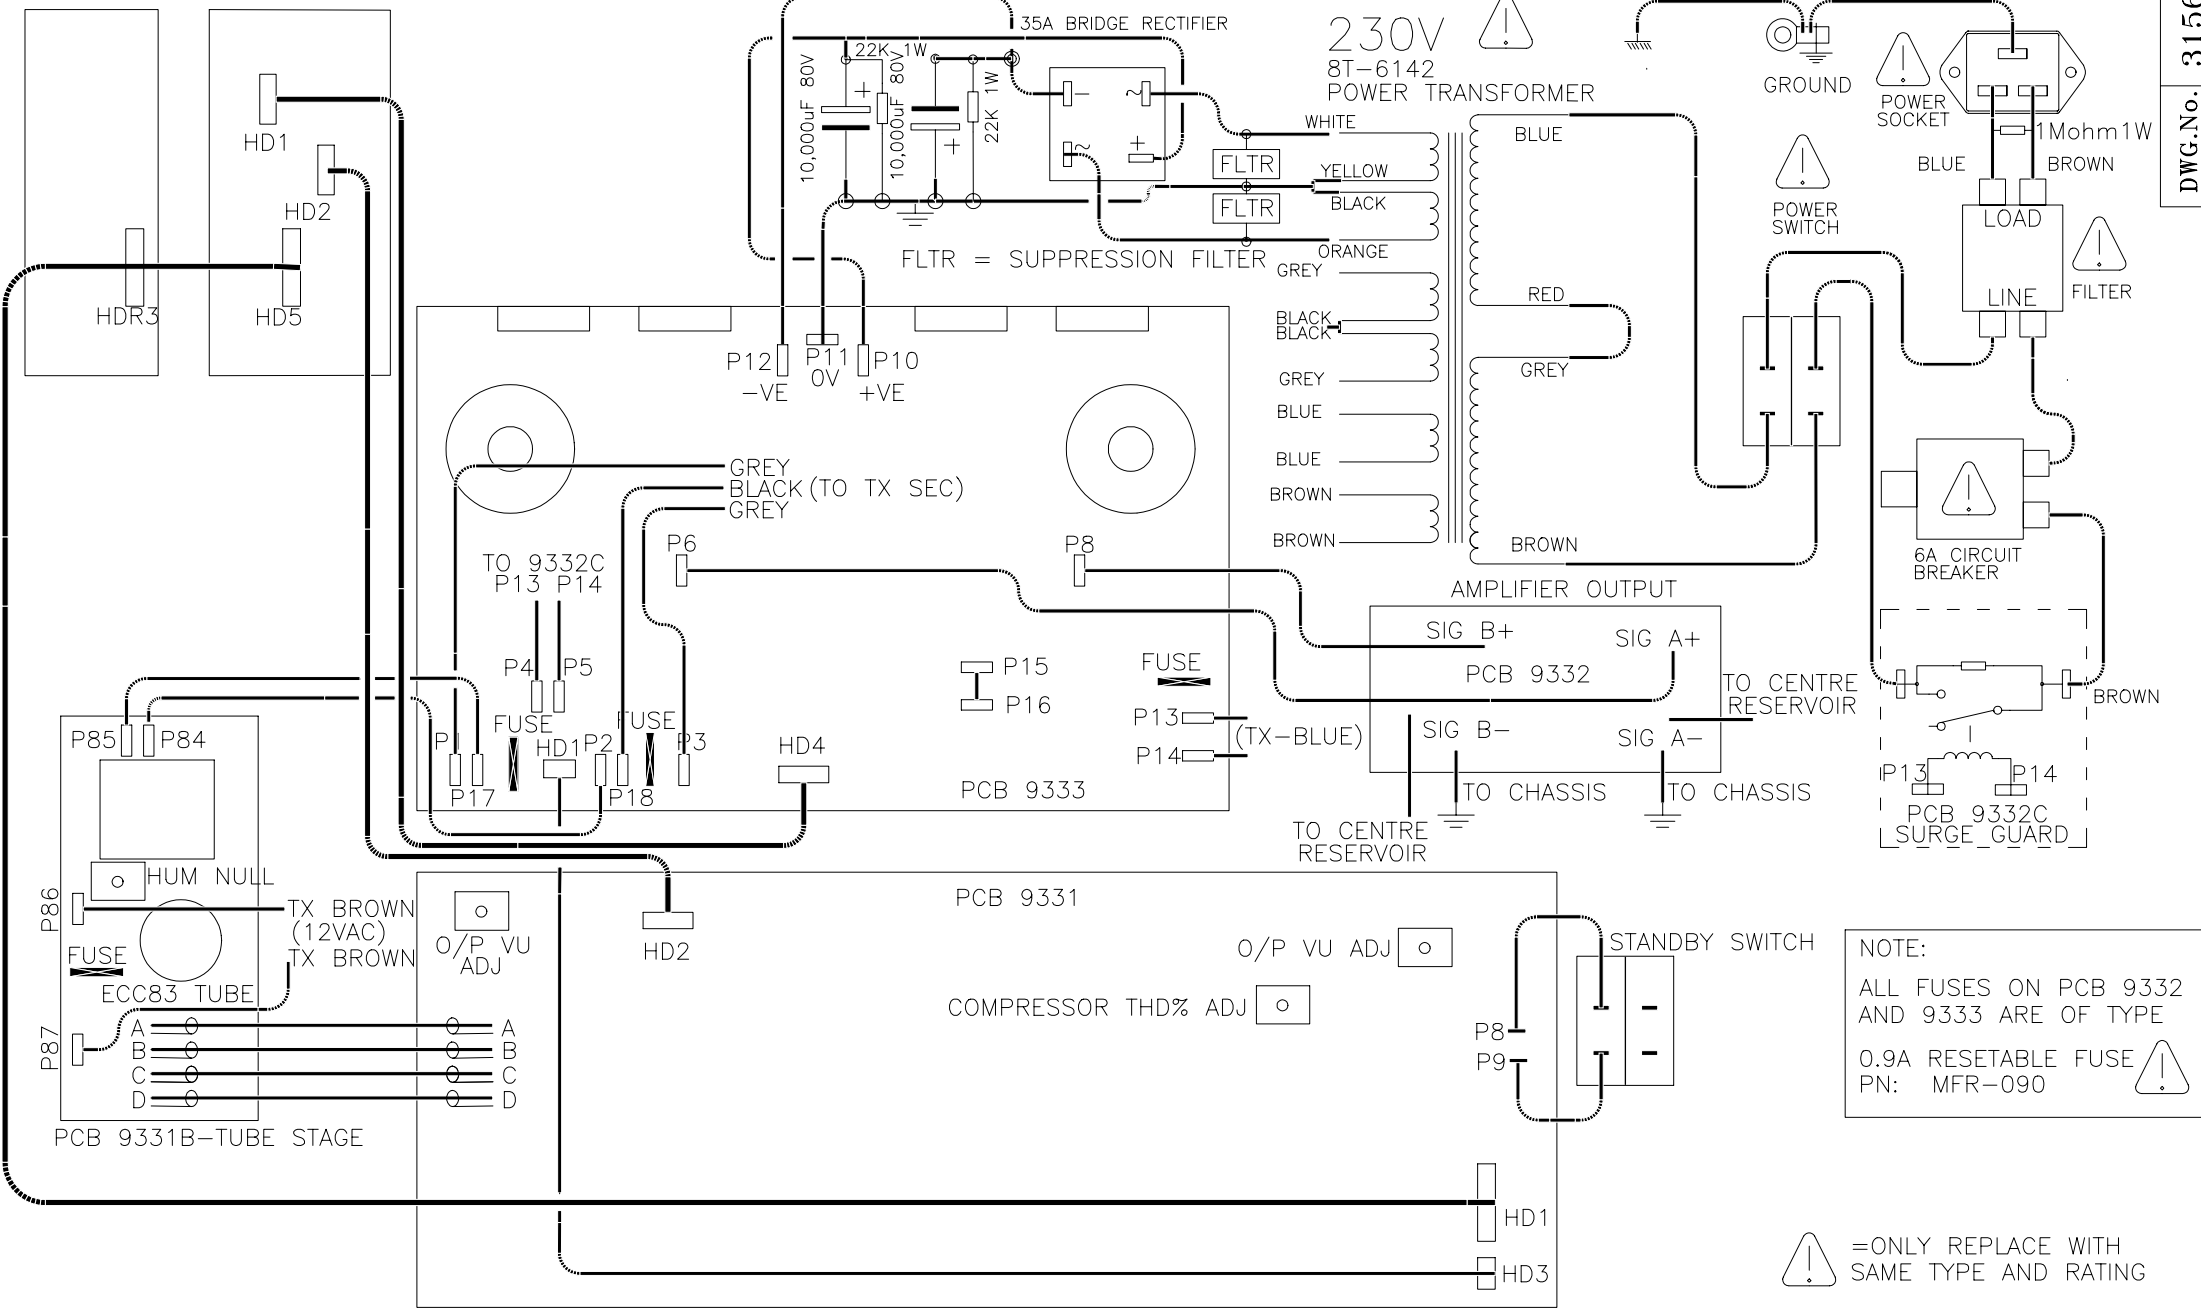 35A BRIDGE RECTIFIER
22K 1W
10,000uF 80V
10,000uF 80V
22K 1W
+
+
−
~
~
+
230V
8T−6142
POWER TRANSFORMER
WHITE
YELLOW
BLACK
ORANGE
FLTR
FLTR
FLTR = SUPPRESSION FILTER
GREY
BLACK
BLACK
GREY
BLUE
BLUE
BROWN
BROWN
BLUE
RED
GREY
BROWN
GROUND
POWER
SOCKET
1Mohm1W
BLUE
BROWN
POWER
SWITCH
LOAD
LINE
FILTER
DWG.No. 3156
6A CIRCUIT
BREAKER
BROWN
P13
P14
PCB 9332C
SURGE GUARD
HD1
HD2
HDR3
HD5
P12
−VE
P11
0V
P10
+VE
GREY
BLACK (TO TX SEC)
GREY
P6
P8
TO 9332C
P13 P14
P4
P5
P15
P16
FUSE
P13
(TX−BLUE)
P14
FUSE
FUSE
P1
P17
HD1
P2
P18
P3
HD4
PCB 9333
AMPLIFIER OUTPUT
SIG B+
SIG A+
PCB 9332
SIG B−
SIG A−
TO CENTRE
RESERVOIR
TO CHASSIS
TO CHASSIS
TO CENTRE
RESERVOIR
P85
P84
HUM NULL
P86
TX BROWN
(12VAC)
TX BROWN
FUSE
ECC83 TUBE
P87
A
B
C
D
A
B
C
D
PCB 9331B−TUBE STAGE
PCB 9331
O/P VU
ADJ
HD2
O/P VU ADJ
COMPRESSOR THD% ADJ
STANDBY SWITCH
P8
P9
HD1
HD3
NOTE:
ALL FUSES ON PCB 9332
AND 9333 ARE OF TYPE
0.9A RESETABLE FUSE
PN: MFR−090
=ONLY REPLACE WITH
SAME TYPE AND RATING